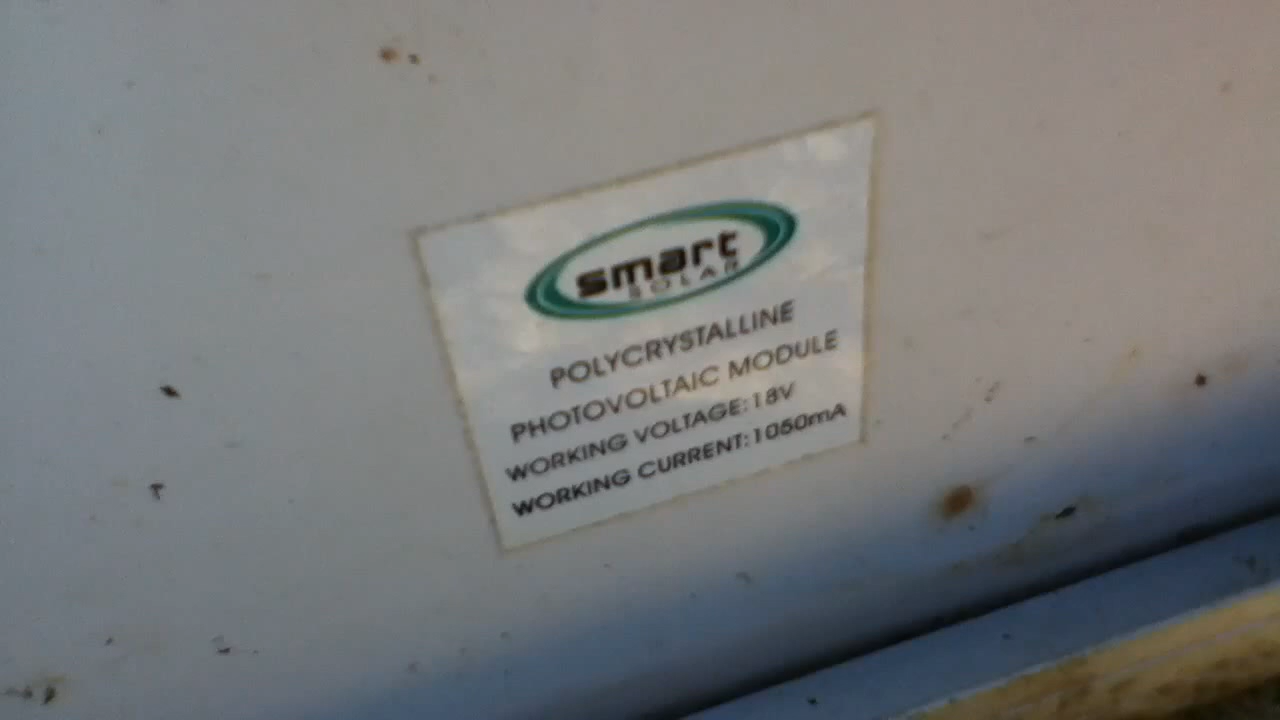 smart
SOLAR
POLYCRYSTALLINE
PHOTOVOLTAIC MODULE
WORKING VOLTAGE:18V
WORKING CURRENT:1050mA